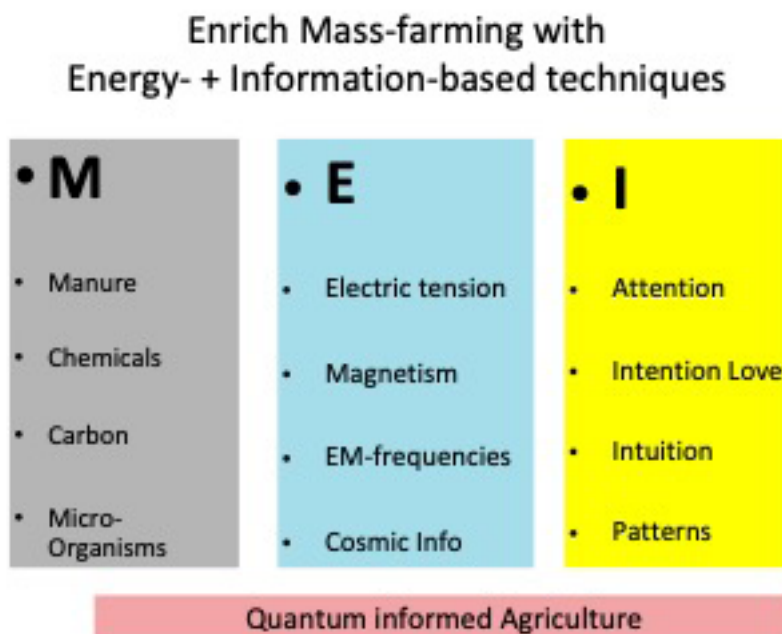 Enrich Mass-farming with
Energy- + Information-based techniques
• M
• Manure
• Chemicals
• Carbon
• Micro-
Organisms
• E
• Electric tension
• Magnetism
• EM-frequencies
• Cosmic Info
• I
• Attention
• Intention Love
• Intuition
• Patterns
Quantum informed Agriculture